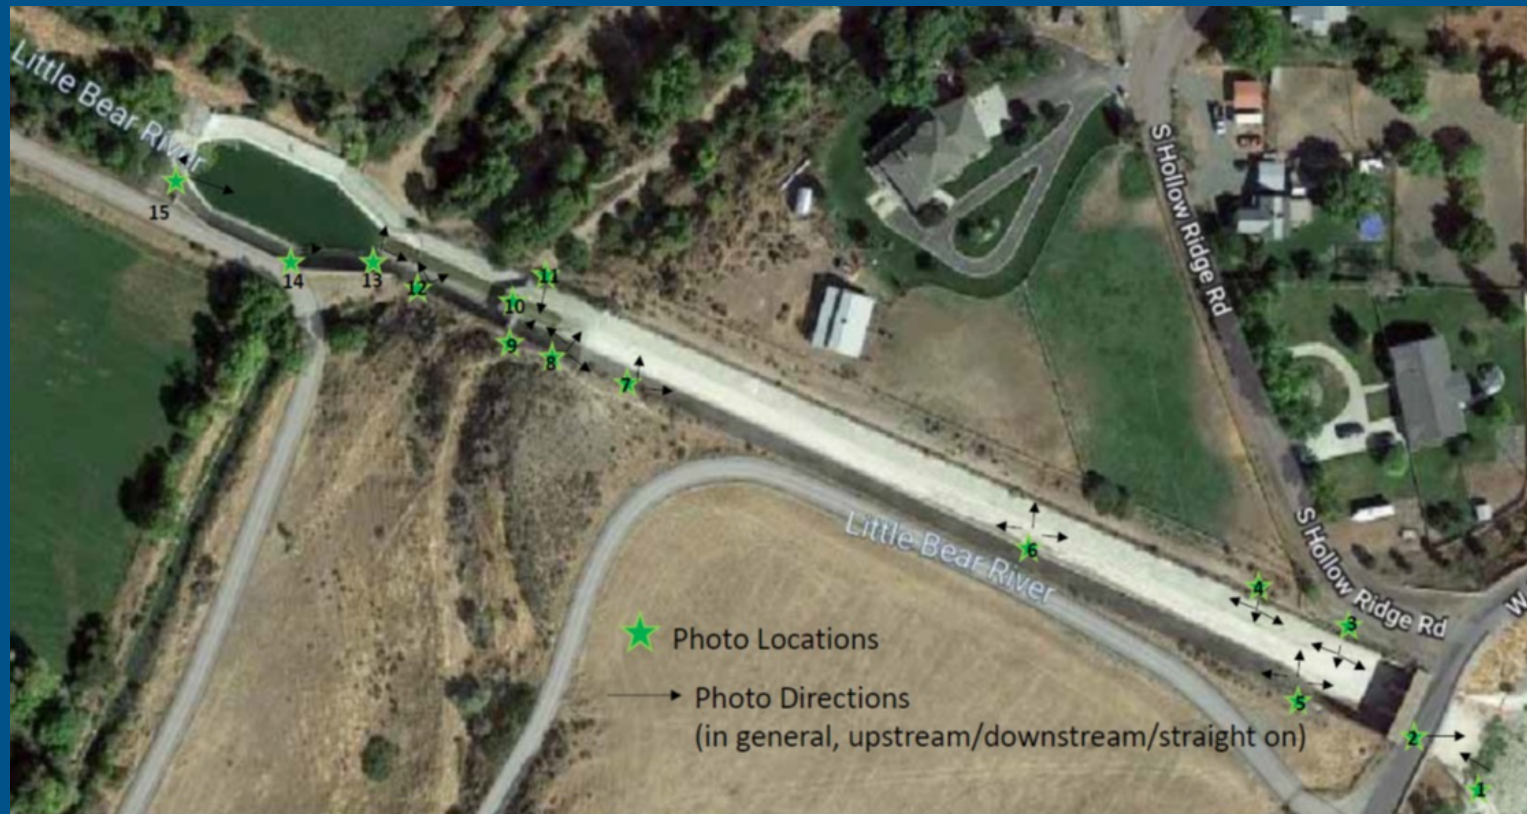 Little Bear River
S Hollow Ridge Rd
15
14
13
12
11
10
9
8
7
6
Little Bear River
S Hollow Ridge Rd
4
3
5
2
1
W
Photo Locations
Photo Directions
(in general, upstream/downstream/straight on)